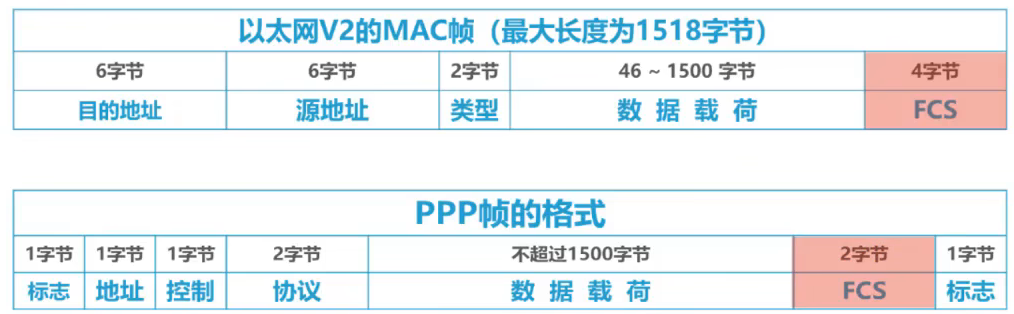 以太网V2的MAC帧（最大长度为1518字节）
6字节 6字节 2字节 46 ~ 1500 字节 4字节
目的地址 源地址 类型 数 据 载 荷 FCS
PPP帧的格式
1字节 1字节 1字节 2字节 不超过1500字节 2字节 1字节
标志 地址 控制 协议 数 据 载 荷 FCS 标志